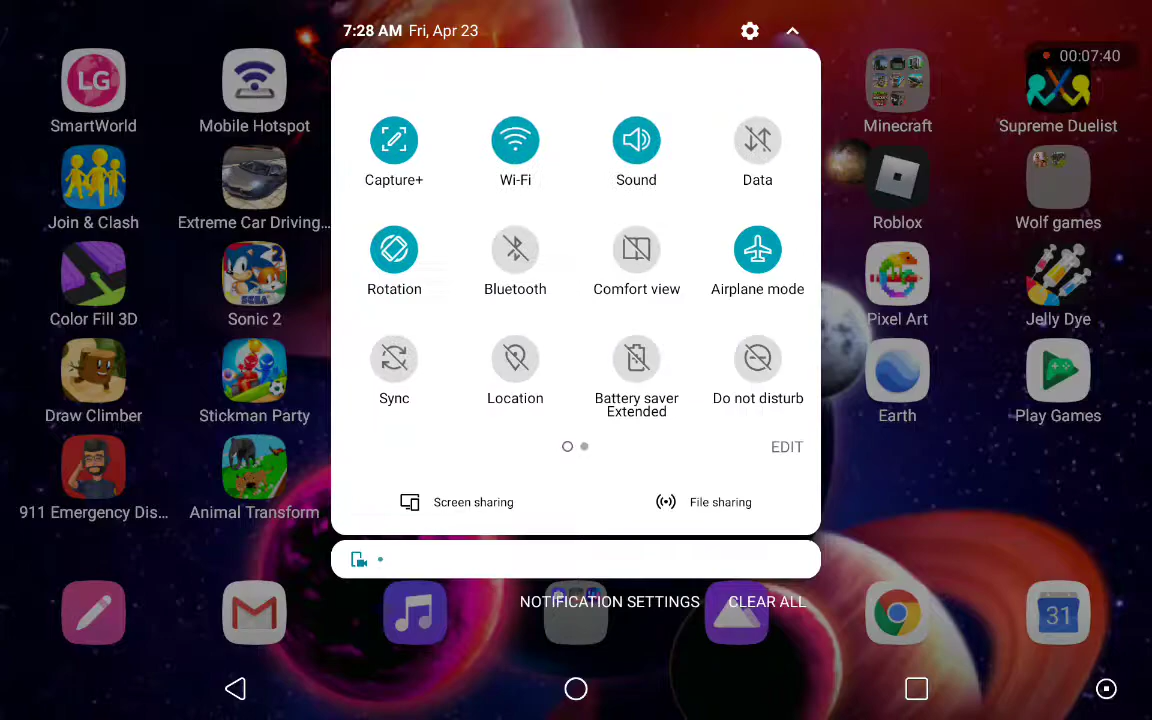 7:28 AM Fri, Apr 23
00:07:40
LG
SmartWorld
Mobile Hotspot
Minecraft
Supreme Duelist
Capture+
Wi-Fi
Sound
Data
Join & Clash
Extreme Car Driving...
Roblox
Wolf games
Rotation
Bluetooth
Comfort view
Airplane mode
SEGA
Color Fill 3D
Sonic 2
Pixel Art
Jelly Dye
Sync
Location
Battery saver
Extended
Do not disturb
Draw Climber
Stickman Party
Earth
Play Games
EDIT
Screen sharing
File sharing
911 Emergency Dis...
Animal Transform
NOTIFICATION SETTINGS
CLEAR ALL
31